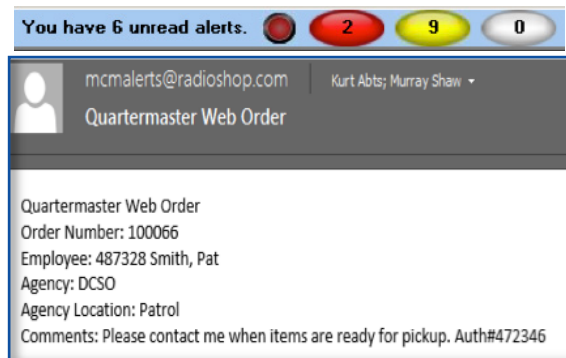 You have 6 unread alerts. 2 9 0
mcmalerts@radioshop.com Kurt Abts; Murray Shaw
Quartermaster Web Order
Quartermaster Web Order
Order Number: 100066
Employee: 487328 Smith, Pat
Agency: DCSO
Agency Location: Patrol
Comments: Please contact me when items are ready for pickup. Auth#472346